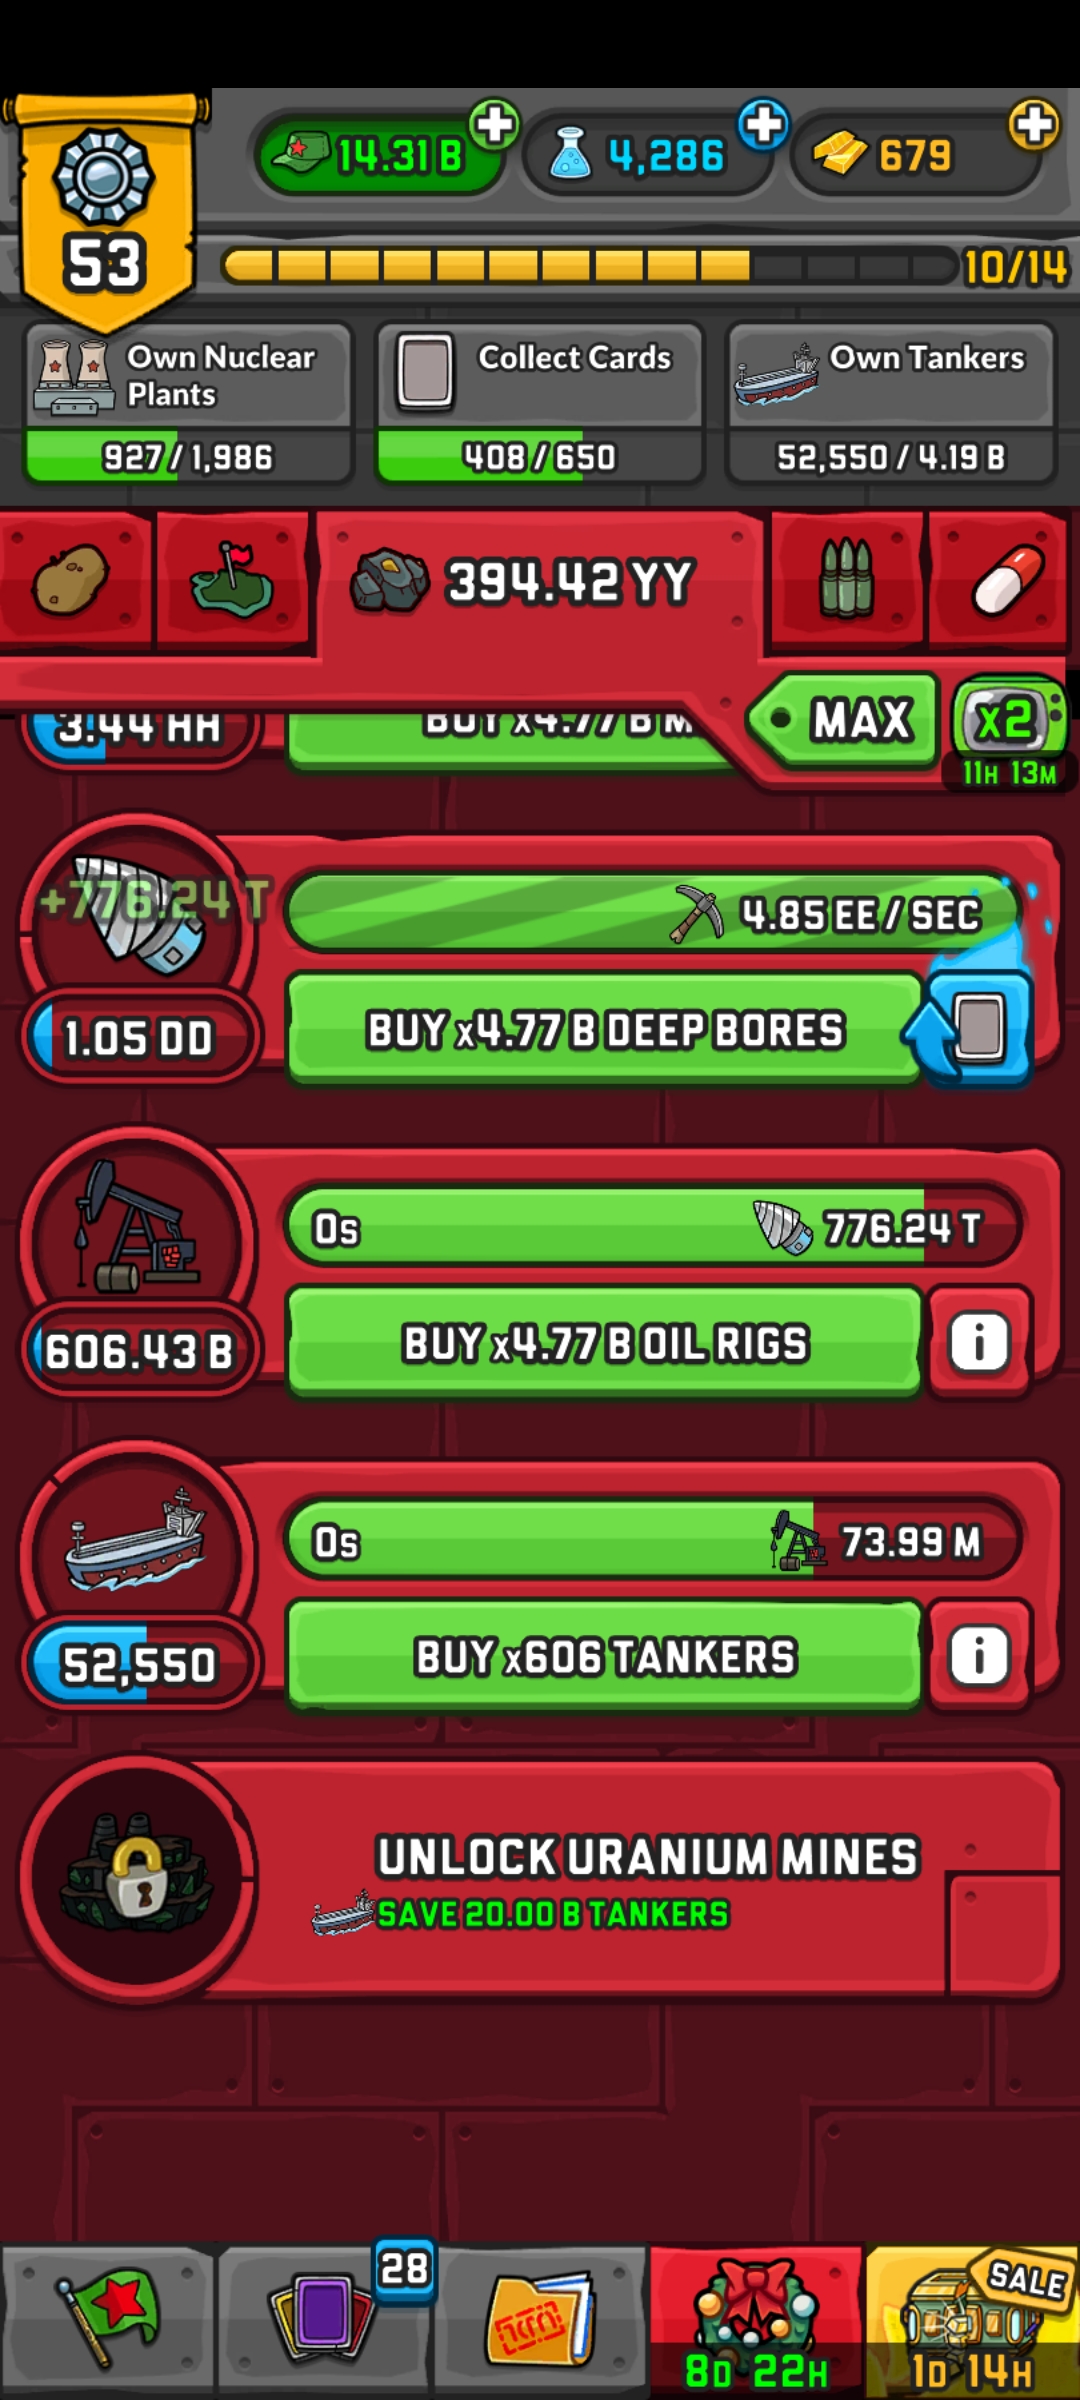 14.31 B
4,286
679
53
10/14
Own Nuclear
Plants
Collect Cards
Own Tankers
927 / 1,986
408 / 650
52,550 / 4.19 B
394.42 YY
MAX
x2
11H 13M
3.44 HH
BUY x4.77 B M
+776.24 T
4.85 EE / SEC
1.05 DD
BUY x4.77 B DEEP BORES
0s
776.24 T
606.43 B
BUY x4.77 B OIL RIGS
i
0s
73.99 M
52,550
BUY x606 TANKERS
i
UNLOCK URANIUM MINES
SAVE 20.00 B TANKERS
28
SALE
8D 22H
1D 14H